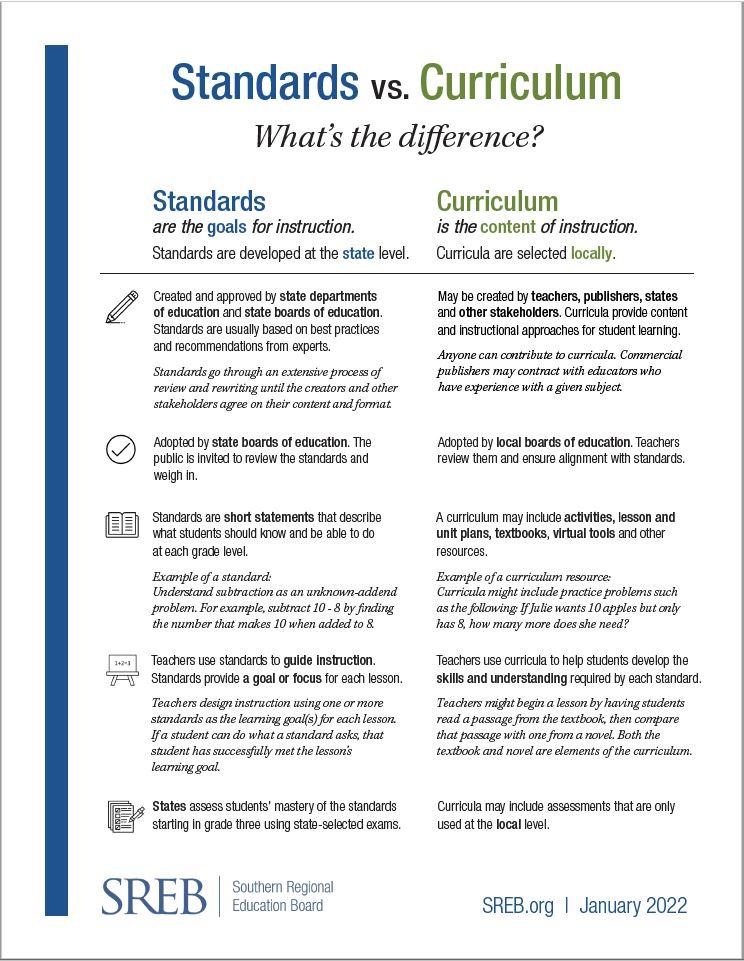 Standards vs. Curriculum
What's the difference?
Standards
are the goals for instruction.
Standards are developed at the state level.
Curriculum
is the content of instruction.
Curricula are selected locally.
Created and approved by state departments
of education and state boards of education.
Standards are usually based on best practices
and recommendations from experts.
Standards go through an extensive process of
review and rewriting until the creators and other
stakeholders agree on their content and format.
May be created by teachers, publishers, states
and other stakeholders. Curricula provide content
and instructional approaches for student learning.
Anyone can contribute to curricula. Commercial
publishers may contract with educators who
have experience with a given subject.
Adopted by state boards of education. The
public is invited to review the standards and
weigh in.
Adopted by local boards of education. Teachers
review them and ensure alignment with standards.
Standards are short statements that describe
what students should know and be able to do
at each grade level.
Example of a standard:
Understand subtraction as an unknown-addend
problem. For example, subtract 10 - 8 by finding
the number that makes 10 when added to 8.
A curriculum may include activities, lesson and
unit plans, textbooks, virtual tools and other
resources.
Example of a curriculum resource:
Curricula might include practice problems such
as the following: If Julie wants 10 apples but only
has 8, how many more does she need?
1+2=3
Teachers use standards to guide instruction.
Standards provide a goal or focus for each lesson.
Teachers design instruction using one or more
standards as the learning goal(s) for each lesson.
If a student can do what a standard asks, that
student has successfully met the lesson's
learning goal.
Teachers use curricula to help students develop the
skills and understanding required by each standard.
Teachers might begin a lesson by having students
read a passage from the textbook, then compare
that passage with one from a novel. Both the
textbook and novel are elements of the curriculum.
States assess students' mastery of the standards
starting in grade three using state-selected exams.
Curricula may include assessments that are only
used at the local level.
SREB
Southern Regional
Education Board
SREB.org | January 2022